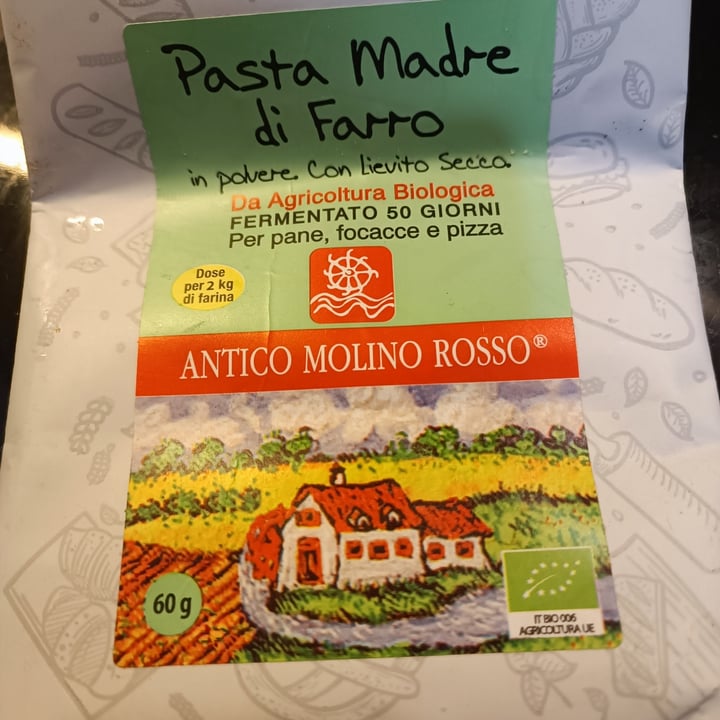 Pasta Madre
di Farro
in polvere con lievito secco
Da Agricoltura Biologica
FERMENTATO 50 GIORNI
Per pane, focacce e pizza
Dose
per 2 kg
di farina
ANTICO MOLINO ROSSO®
60 g
IT BIO 006
AGRICOLTURA UE